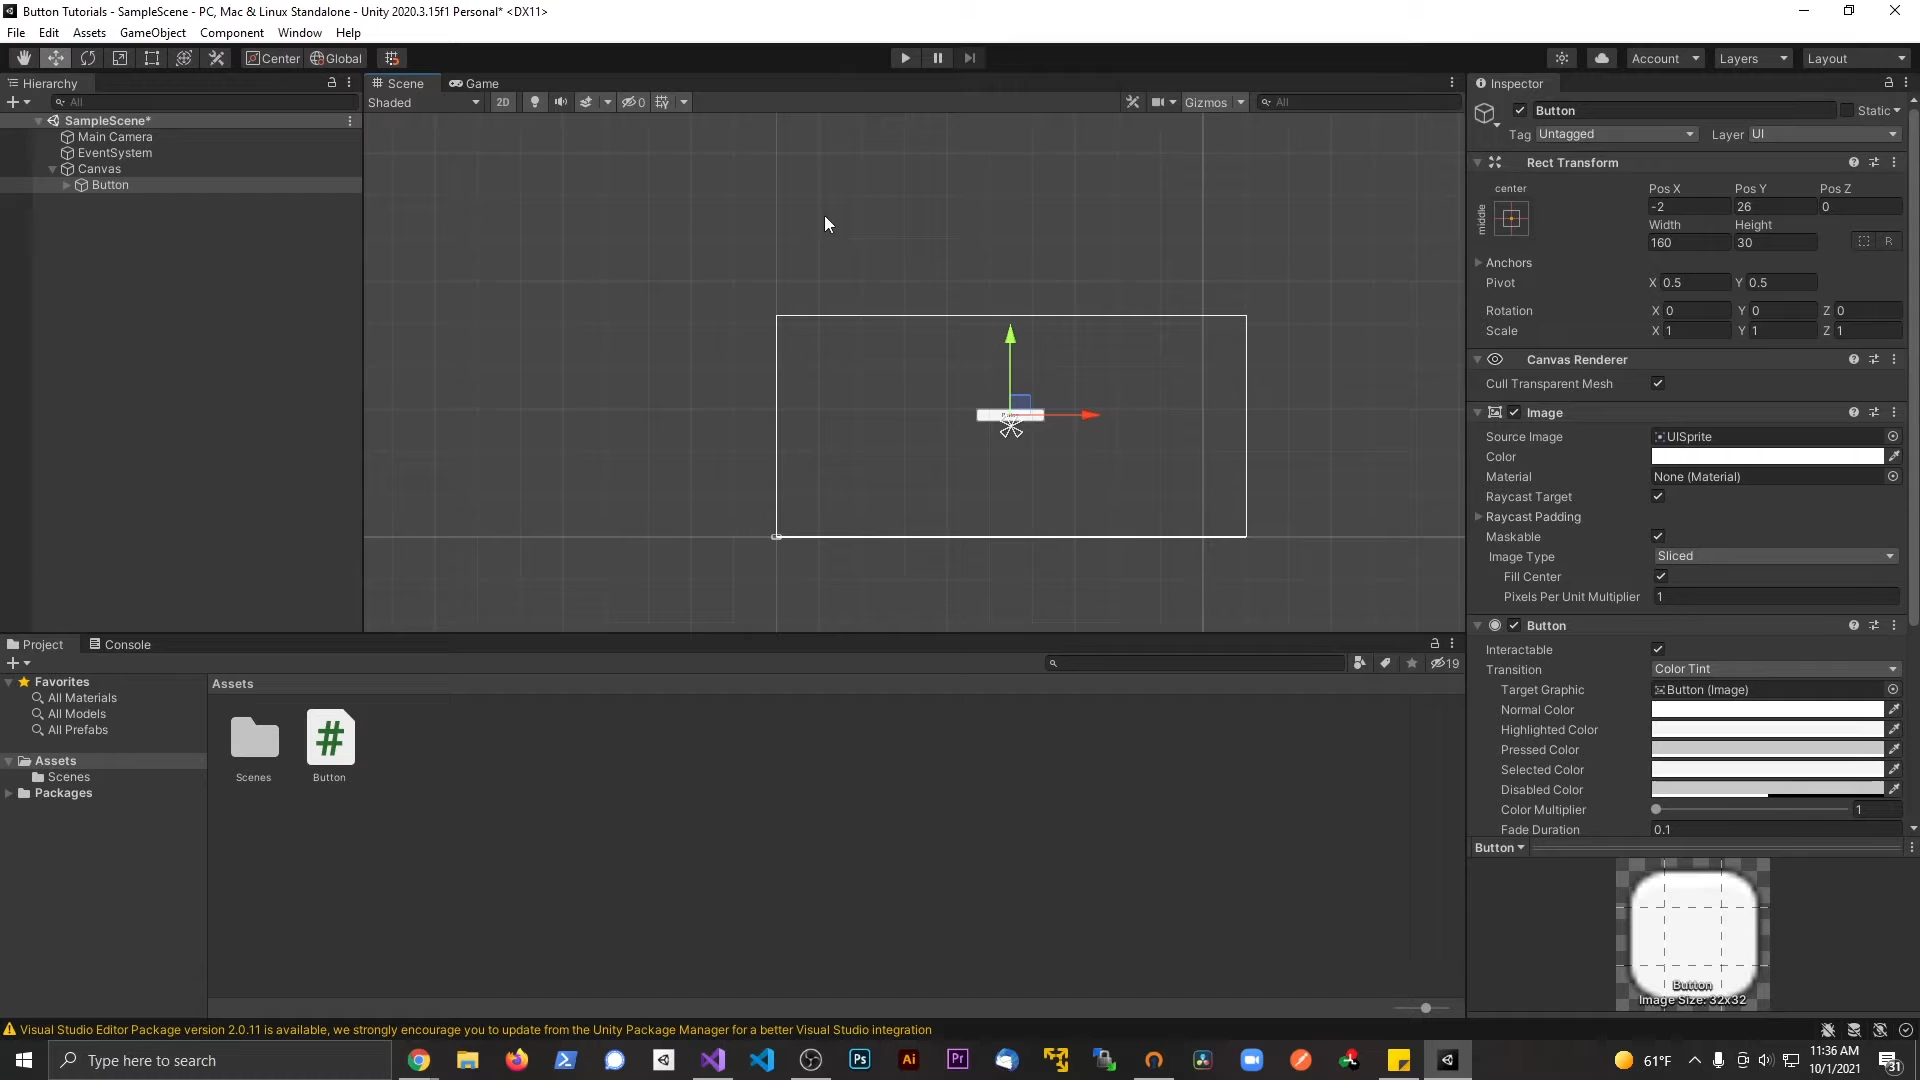 Button Tutorials - SampleScene - PC, Mac & Linux Standalone - Unity 2020.3.15f1 Personal* <DX11>
File Edit Assets GameObject Component Window Help
Center Global Account Layers Layout
Hierarchy
All
SampleScene*
Main Camera
EventSystem
Canvas
Button
Scene Game
Shaded 2D 0 Gizmos All
Inspector
Button Static
Tag Untagged Layer UI
Rect Transform
center
middle
Pos X Pos Y Pos Z
-2 26 0
Width Height
160 30 R
Anchors
Pivot X 0.5 Y 0.5
Rotation X 0 Y 0 Z 0
Scale X 1 Y 1 Z 1
Canvas Renderer
Cull Transparent Mesh
Image
Source Image UISprite
Color
Material None (Material)
Raycast Target
Raycast Padding
Maskable
Image Type Sliced
Fill Center
Pixels Per Unit Multiplier 1
Button
Interactable
Transition Color Tint
Target Graphic Button (Image)
Normal Color
Highlighted Color
Pressed Color
Selected Color
Disabled Color
Color Multiplier 1
Fade Duration 0.1
Button
Button
Image Size: 32x32
Project Console
19
Favorites
All Materials
All Models
All Prefabs
Assets
Scenes
Packages
Assets
#
Scenes
Button
Visual Studio Editor Package version 2.0.11 is available, we strongly encourage you to update from the Unity Package Manager for a better Visual Studio integration
Type here to search
Ps
Ai
Pr
61°F
11:36 AM
10/1/2021
31